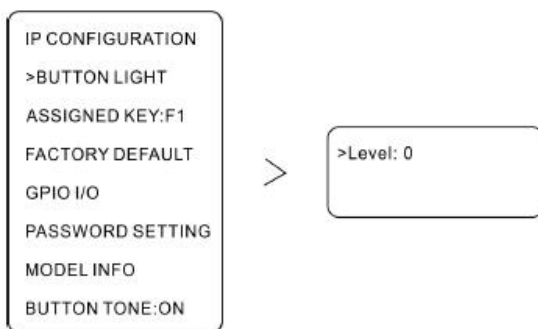 IP CONFIGURATION
>BUTTON LIGHT
ASSIGNED KEY:F1
FACTORY DEFAULT
GPIO I/O
PASSWORD SETTING
MODEL INFO
BUTTON TONE:ON
>
>Level: 0